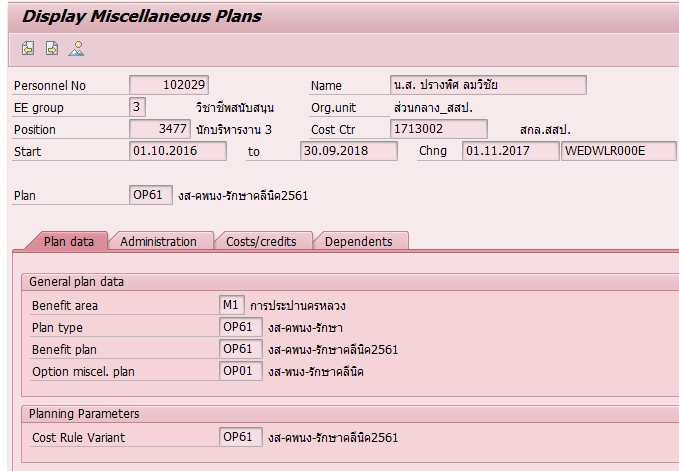 Display Miscellaneous Plans
Personnel No 102029 Name น.ส. ปรางทิศ ลมวิชัย
EE group 3 วิชาชีพสนับสนุน Org.unit ส่วนกลาง_สสป.
Position 3477 นักบริหารงาน 3 Cost Ctr 1713002 สกล.สสป.
Start 01.10.2016 to 30.09.2018 Chng 01.11.2017 WEDWLR000E
Plan OP61 งส-คพนง-รักษาคลีนิค2561
Plan data Administration Costs/credits Dependents
General plan data
Benefit area M1 การประปานครหลวง
Plan type OP61 งส-คพนง-รักษา
Benefit plan OP61 งส-คพนง-รักษาคลีนิค2561
Option miscel. plan OP01 งส-พนง-รักษาคลีนิค
Planning Parameters
Cost Rule Variant OP61 งส-คพนง-รักษาคลีนิค2561